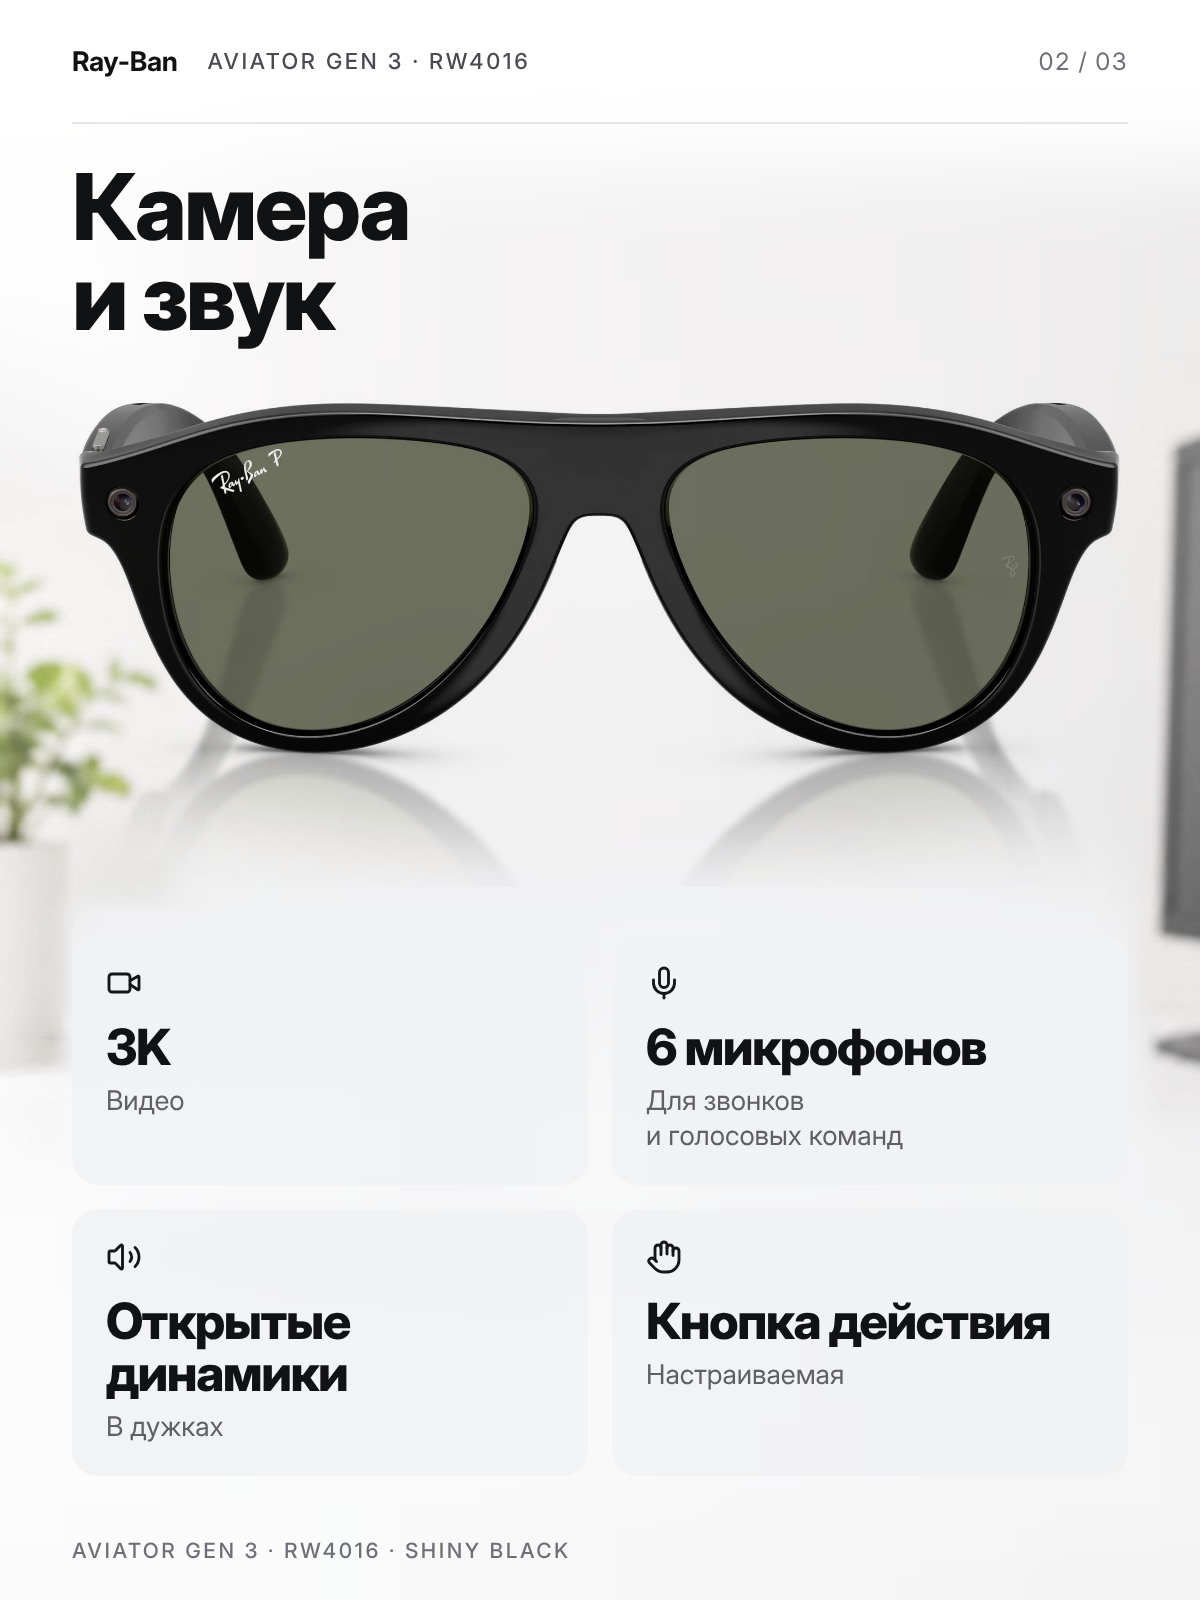 Ray-Ban AVIATOR GEN 3 · RW4016 02 / 03
Камера
и звук
Ray-Ban P
3K
Видео
6 микрофонов
Для звонков
и голосовых команд
Открытые
динамики
В дужках
Кнопка действия
Настраиваемая
AVIATOR GEN 3 · RW4016 · SHINY BLACK